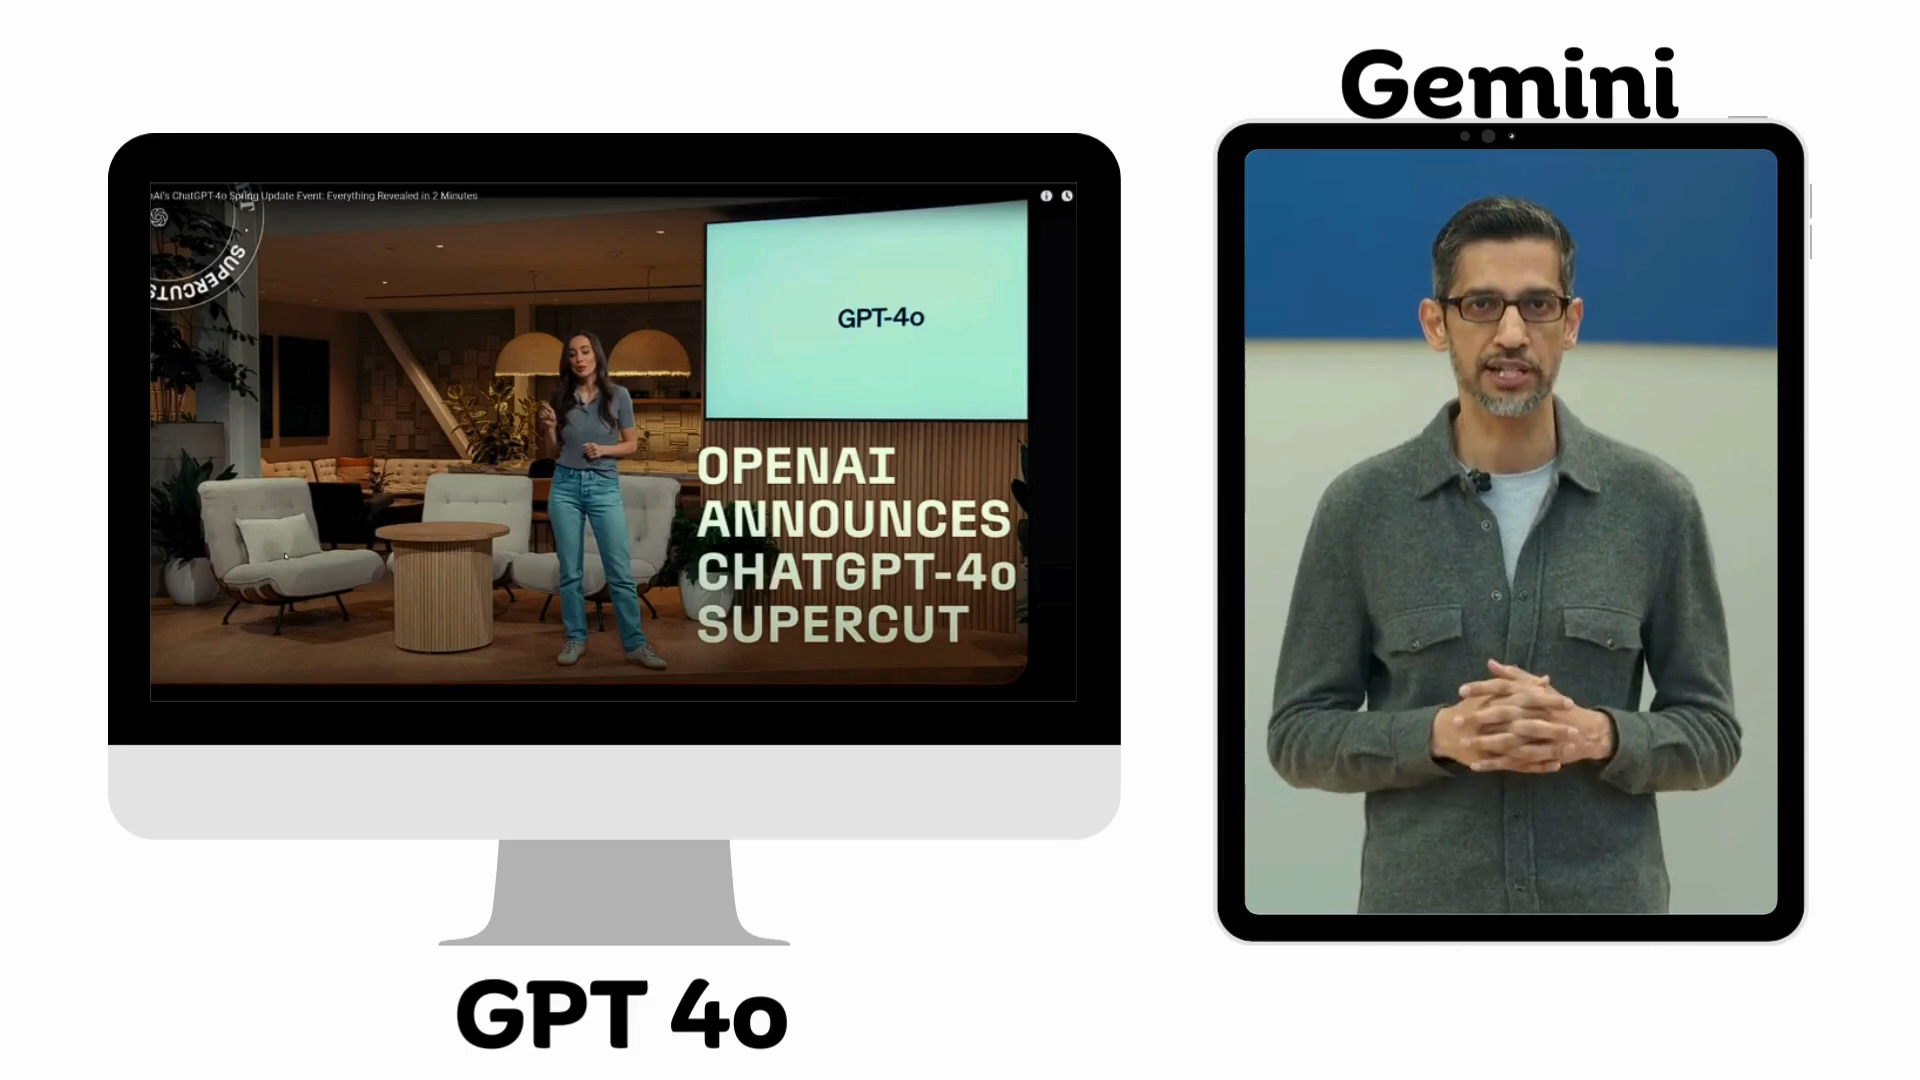 Gemini
AI's ChatGPT-4o Spring Update Event: Everything Revealed in 2 Minutes
SUPERCUTS
GPT-4o
OPENAI
ANNOUNCES
CHATGPT-4o
SUPERCUT
GPT 4o